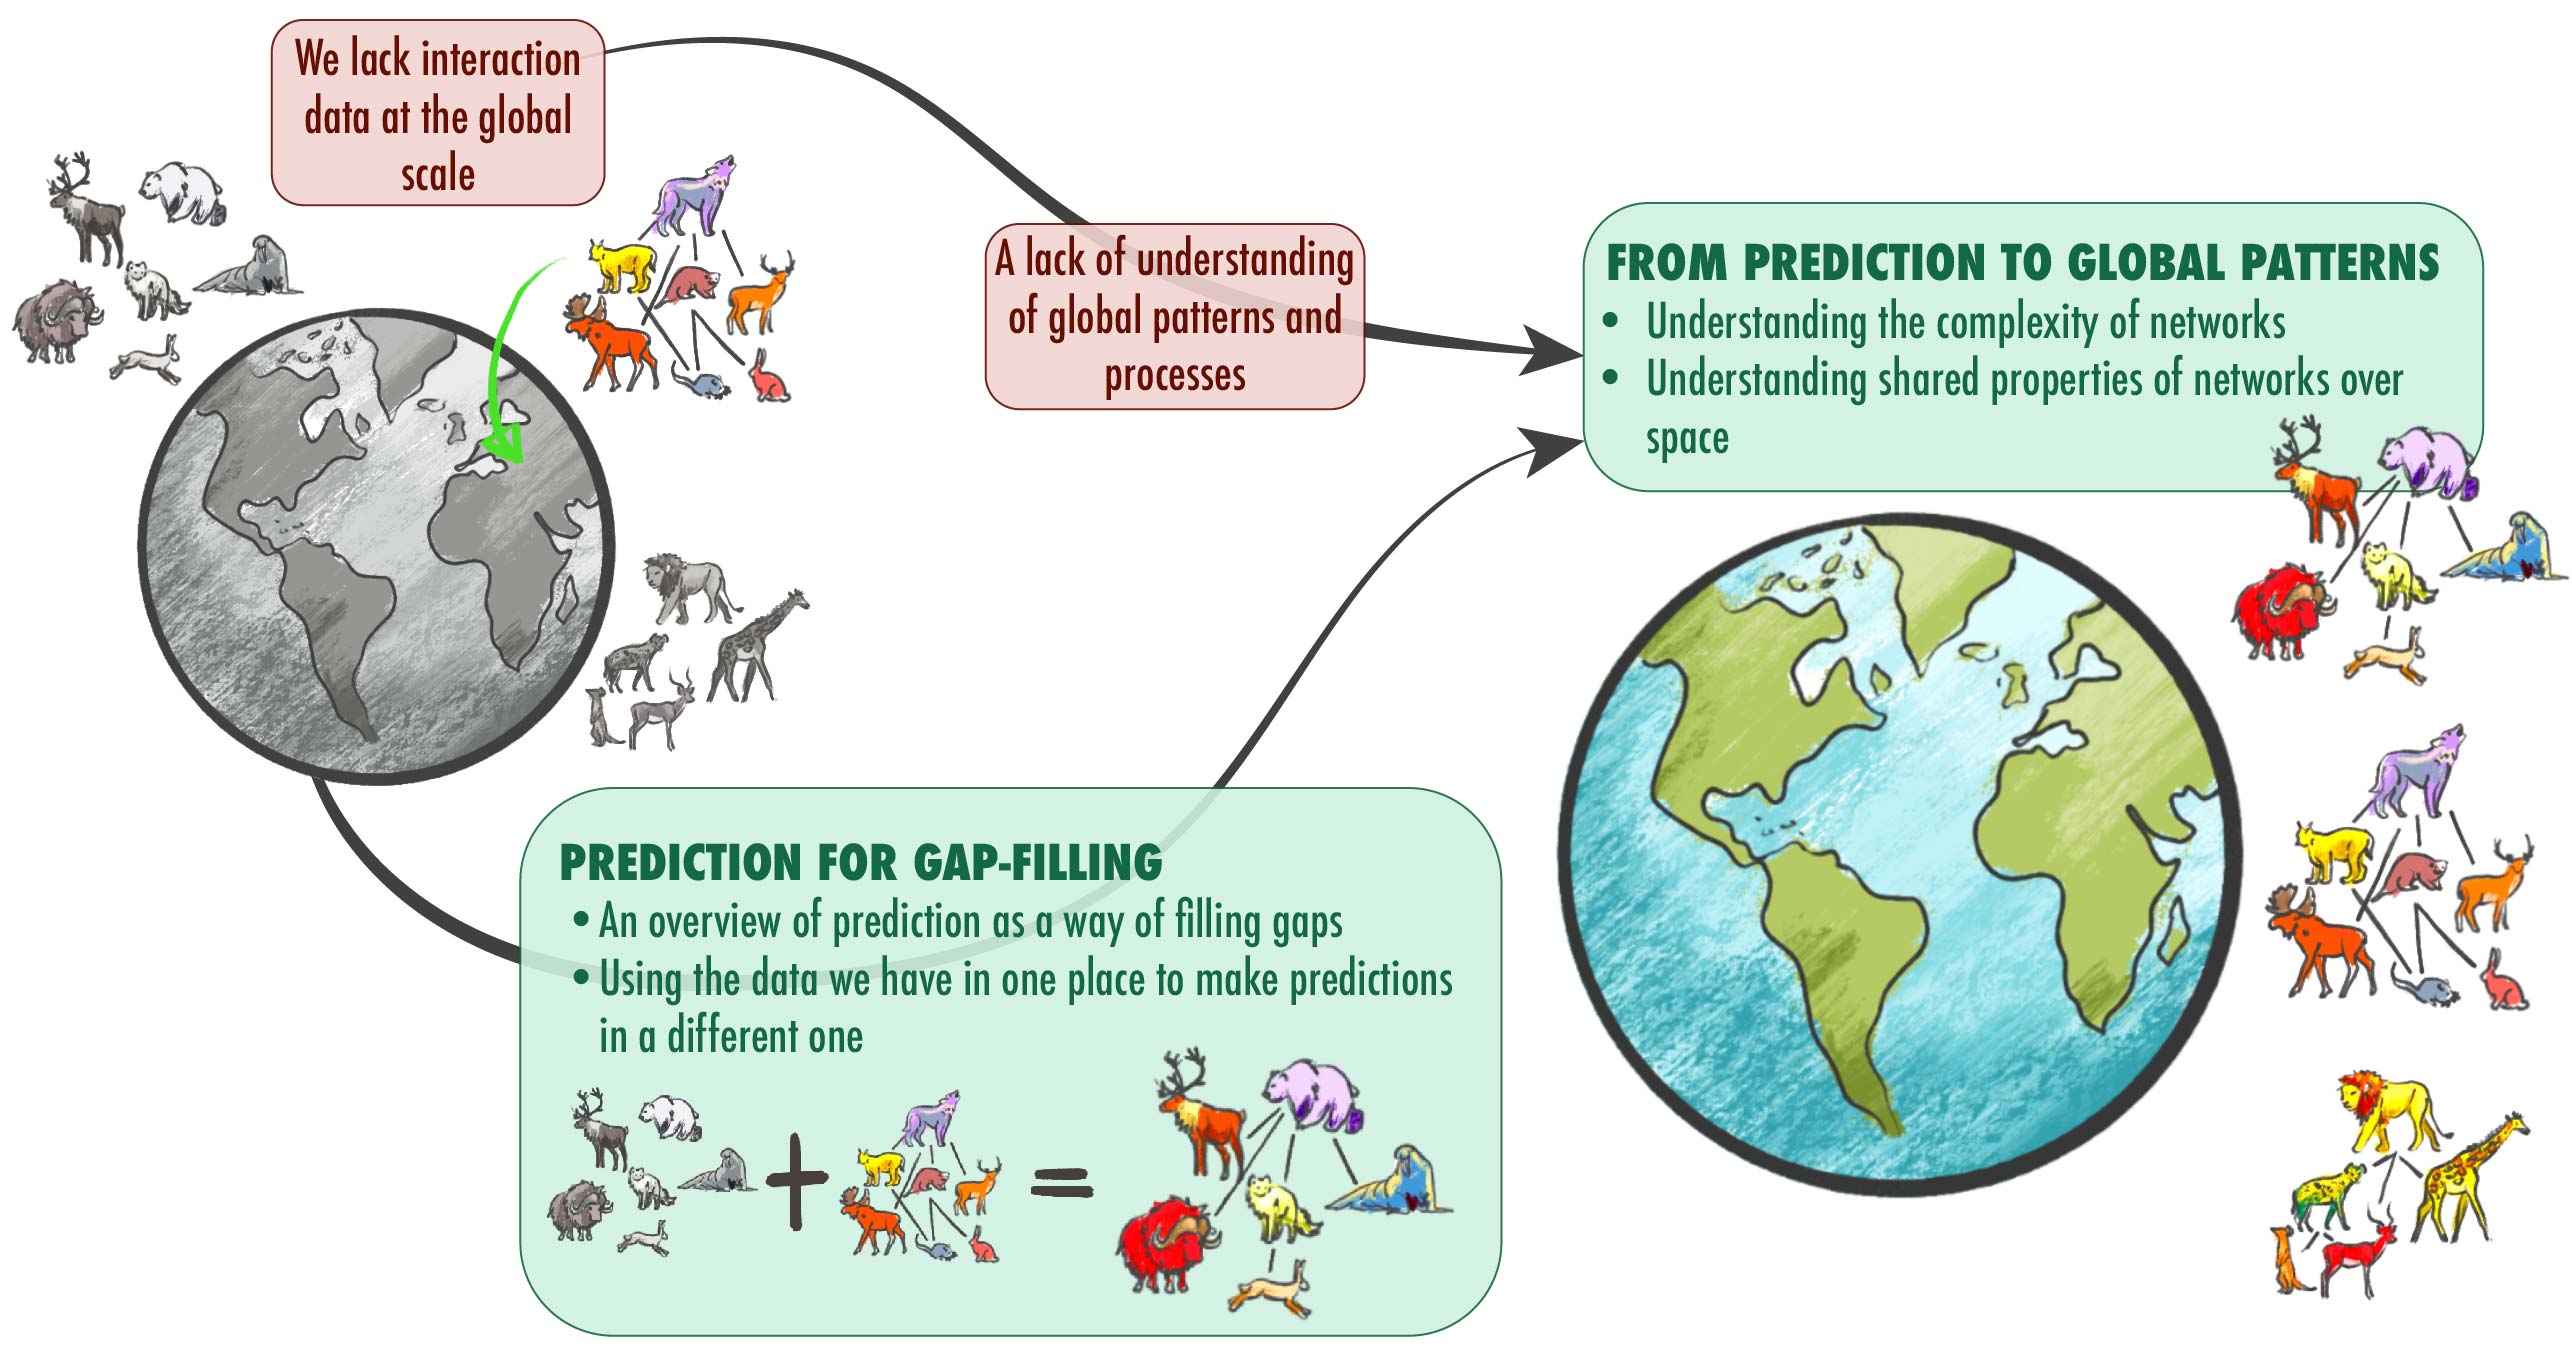 We lack interaction
data at the global
scale
A lack of understanding
of global patterns and
processes
FROM PREDICTION TO GLOBAL PATTERNS
• Understanding the complexity of networks
• Understanding shared properties of networks over
space
PREDICTION FOR GAP-FILLING
• An overview of prediction as a way of filling gaps
• Using the data we have in one place to make predictions
in a different one
+ =